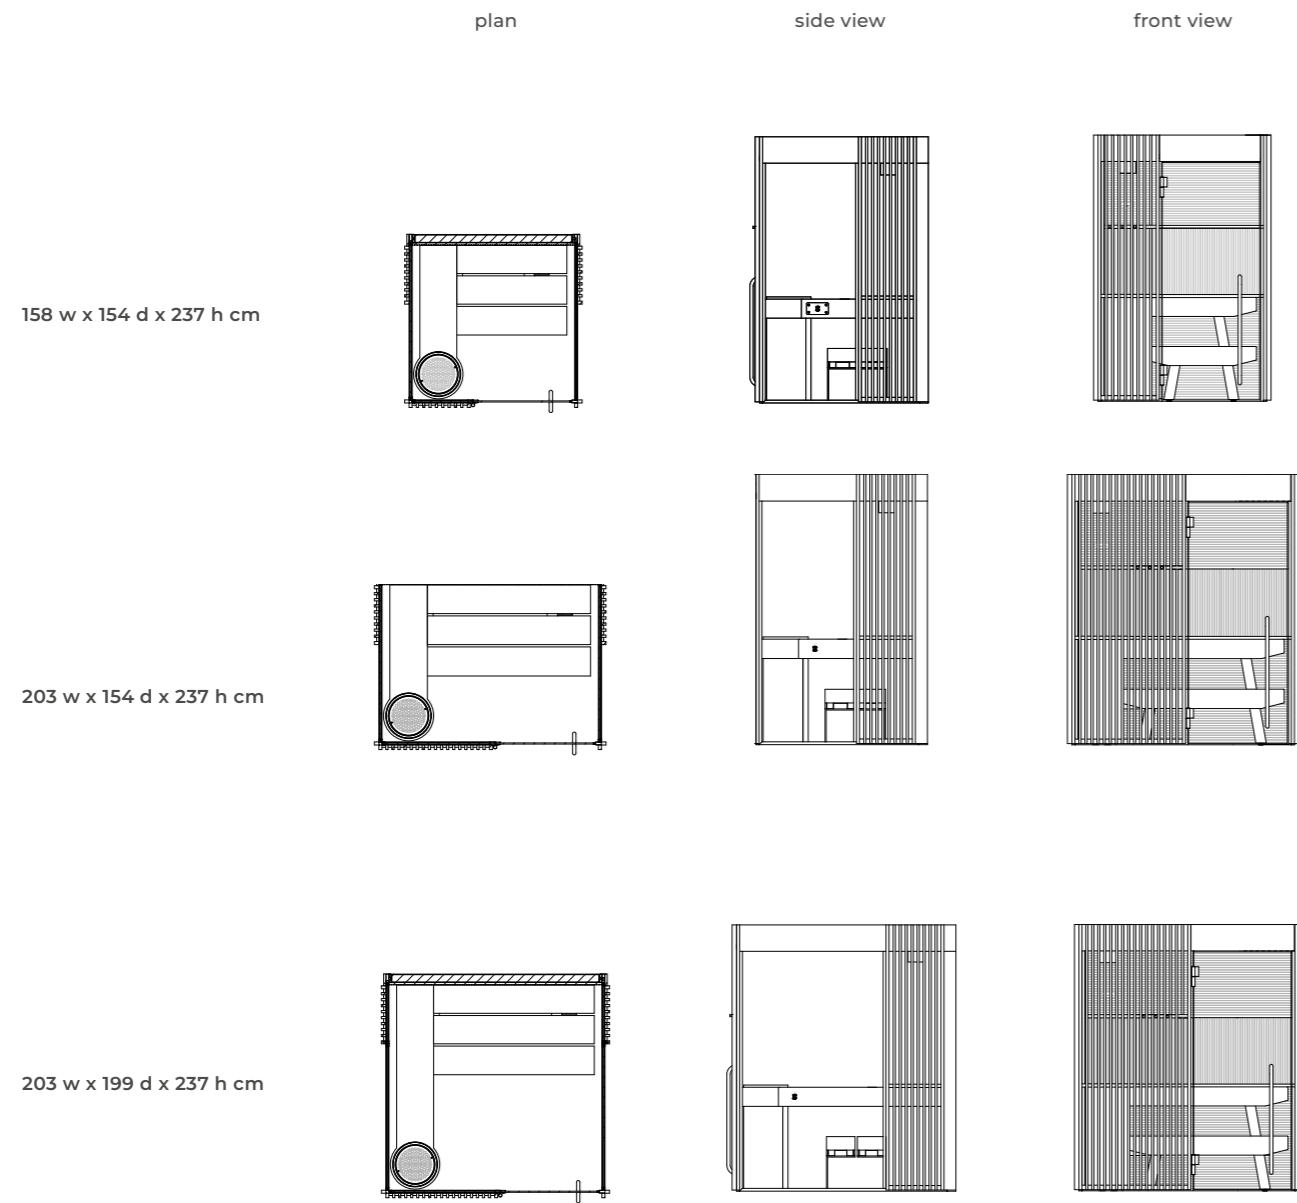 plan
side view
front view
158 w x 154 d x 237 h cm
203 w x 154 d x 237 h cm
203 w x 199 d x 237 h cm